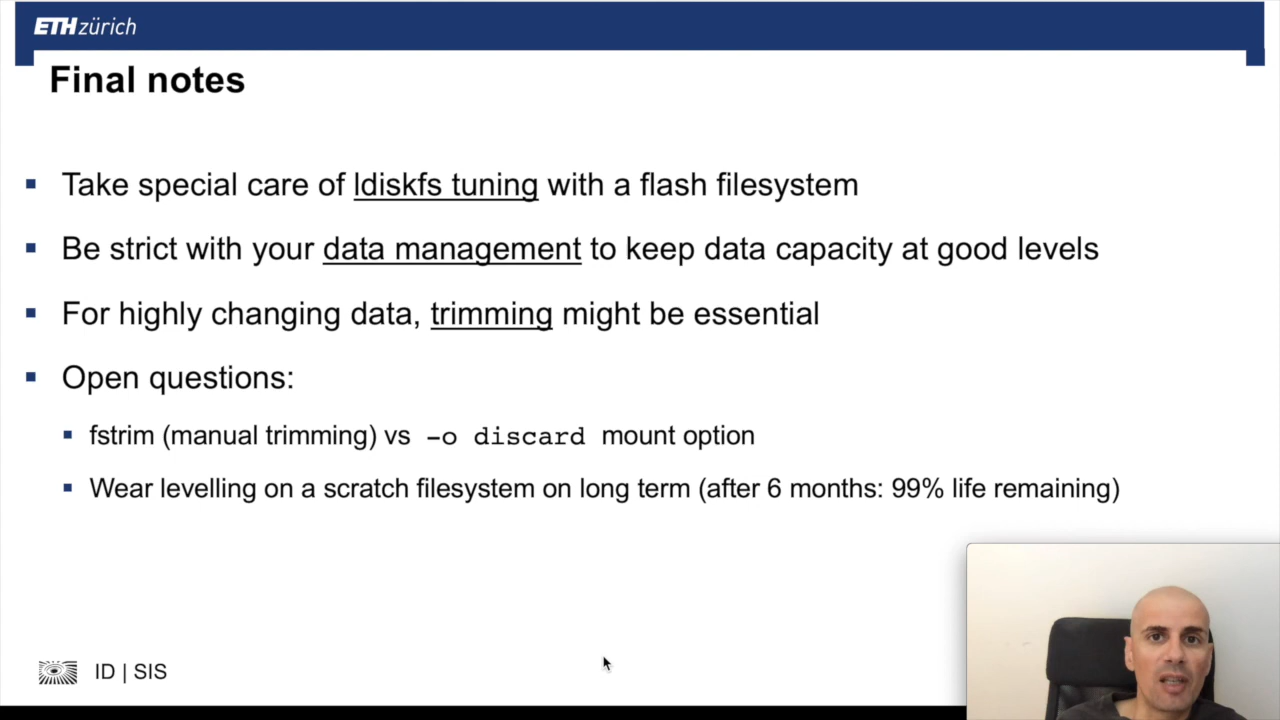 ETH zürich
Final notes
Take special care of ldiskfs tuning with a flash filesystem
Be strict with your data management to keep data capacity at good levels
For highly changing data, trimming might be essential
Open questions:
fstrim (manual trimming) vs -o discard mount option
Wear levelling on a scratch filesystem on long term (after 6 months: 99% life remaining)
ID | SIS